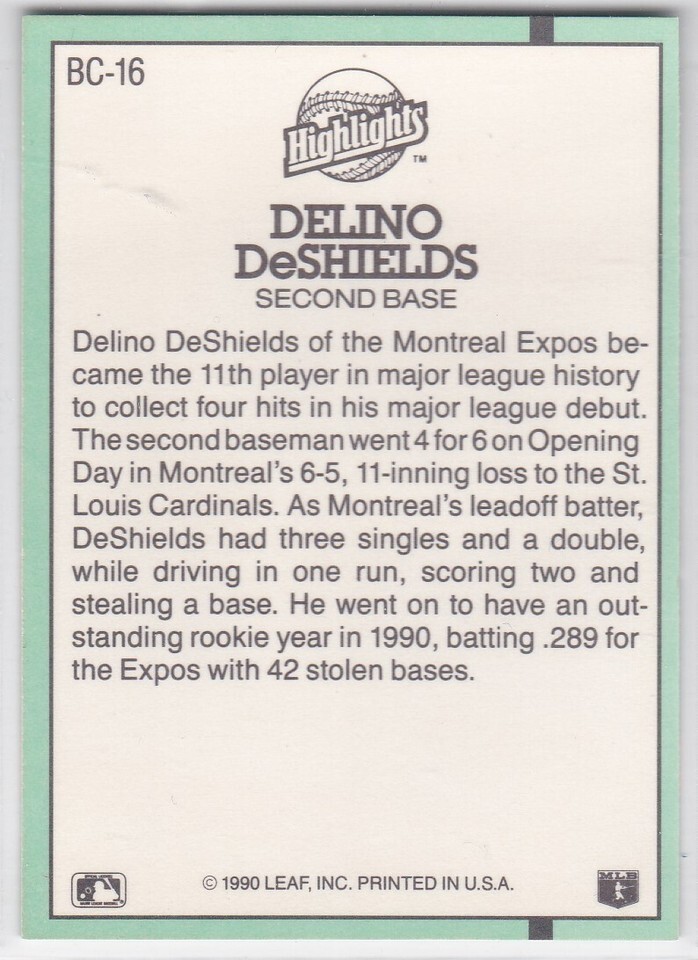 BC-16
Highlights
TM
DELINO
DeSHIELDS
SECOND BASE
Delino DeShields of the Montreal Expos be-
came the 11th player in major league history
to collect four hits in his major league debut.
The second baseman went 4 for 6 on Opening
Day in Montreal's 6-5, 11-inning loss to the St.
Louis Cardinals. As Montreal's leadoff batter,
DeShields had three singles and a double,
while driving in one run, scoring two and
stealing a base. He went on to have an out-
standing rookie year in 1990, batting .289 for
the Expos with 42 stolen bases.
© 1990 LEAF, INC. PRINTED IN U.S.A.
MLB